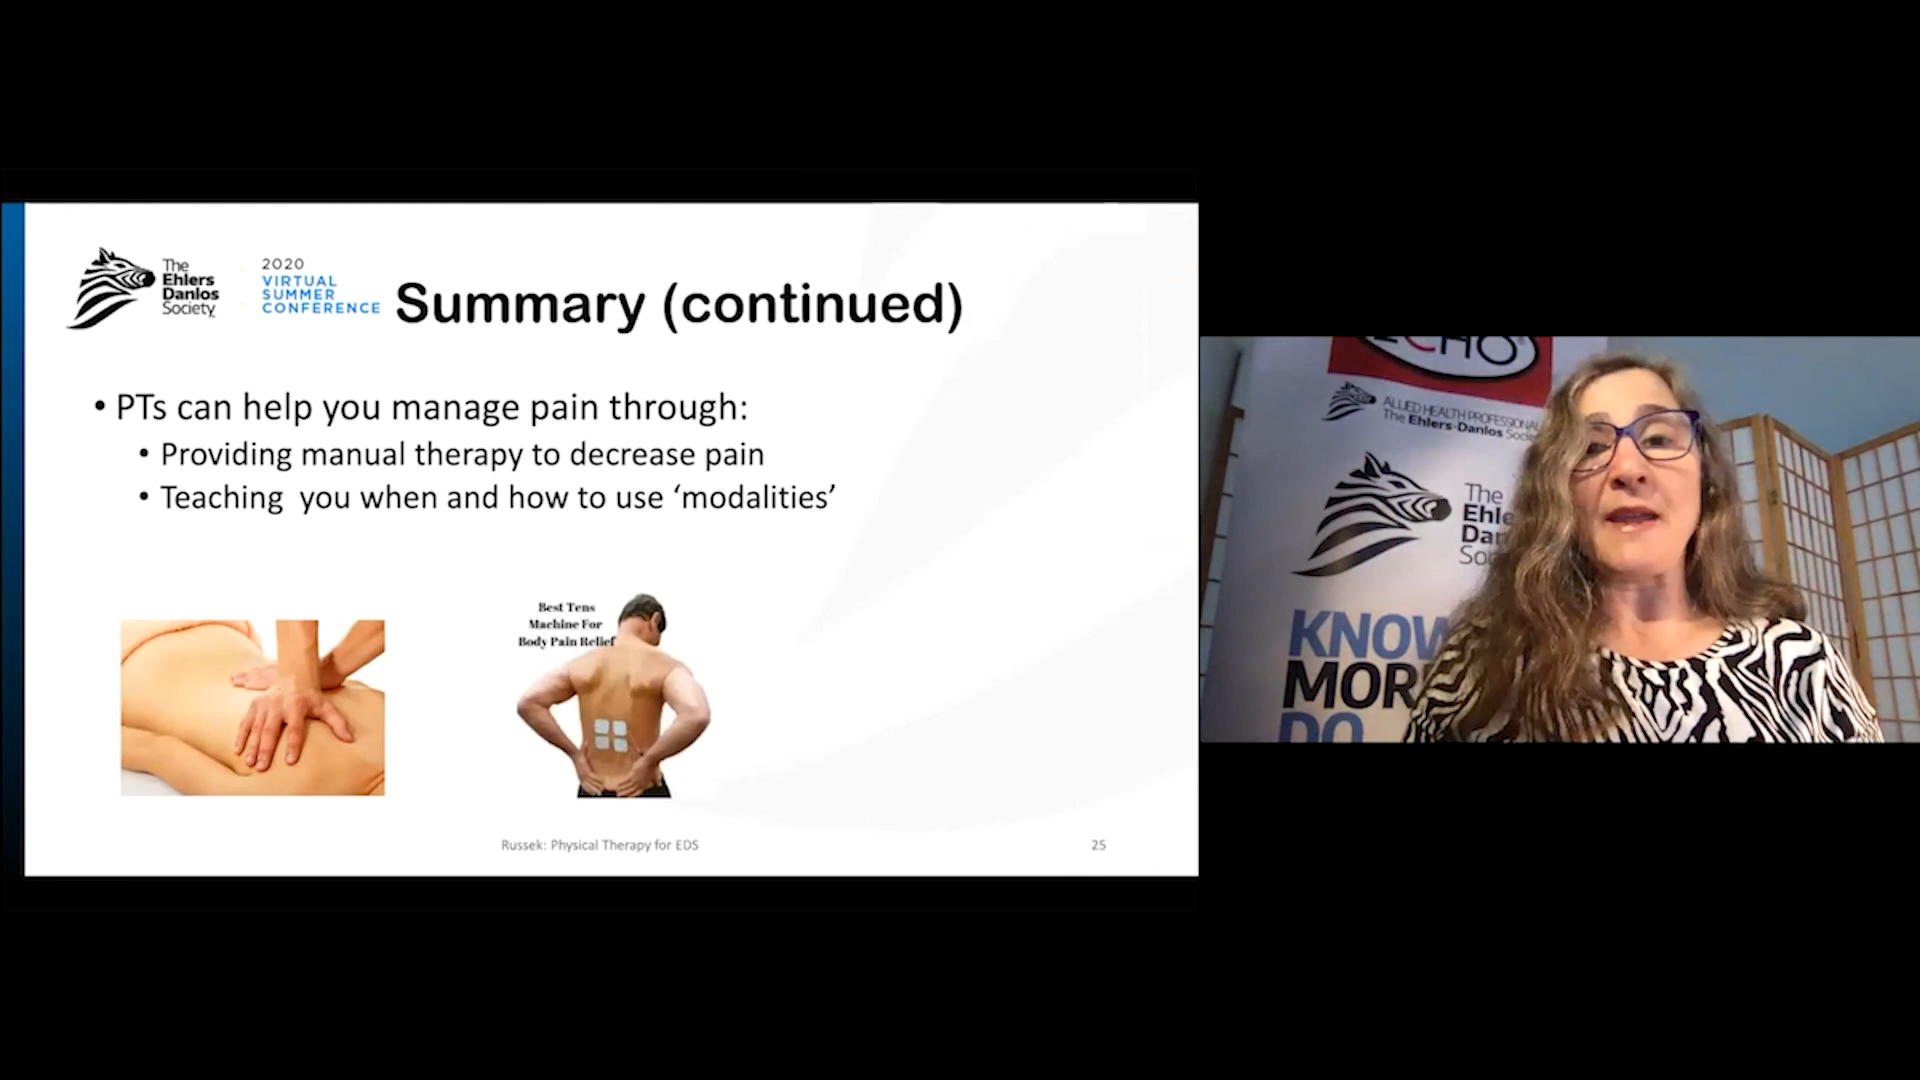 The
Ehlers
Danlos
Society
2020
VIRTUAL
SUMMER
CONFERENCE
Summary (continued)
• PTs can help you manage pain through:
• Providing manual therapy to decrease pain
• Teaching  you when and how to use ‘modalities’
Best Tens
Machine For
Body Pain Relief
Russek: Physical Therapy for EDS
25
ECHO
ALLIED HEALTH PROFESSIONAL
The Ehlers-Danlos Socie
The
Ehle
Dan
Soc
KNOW
MOR
DO